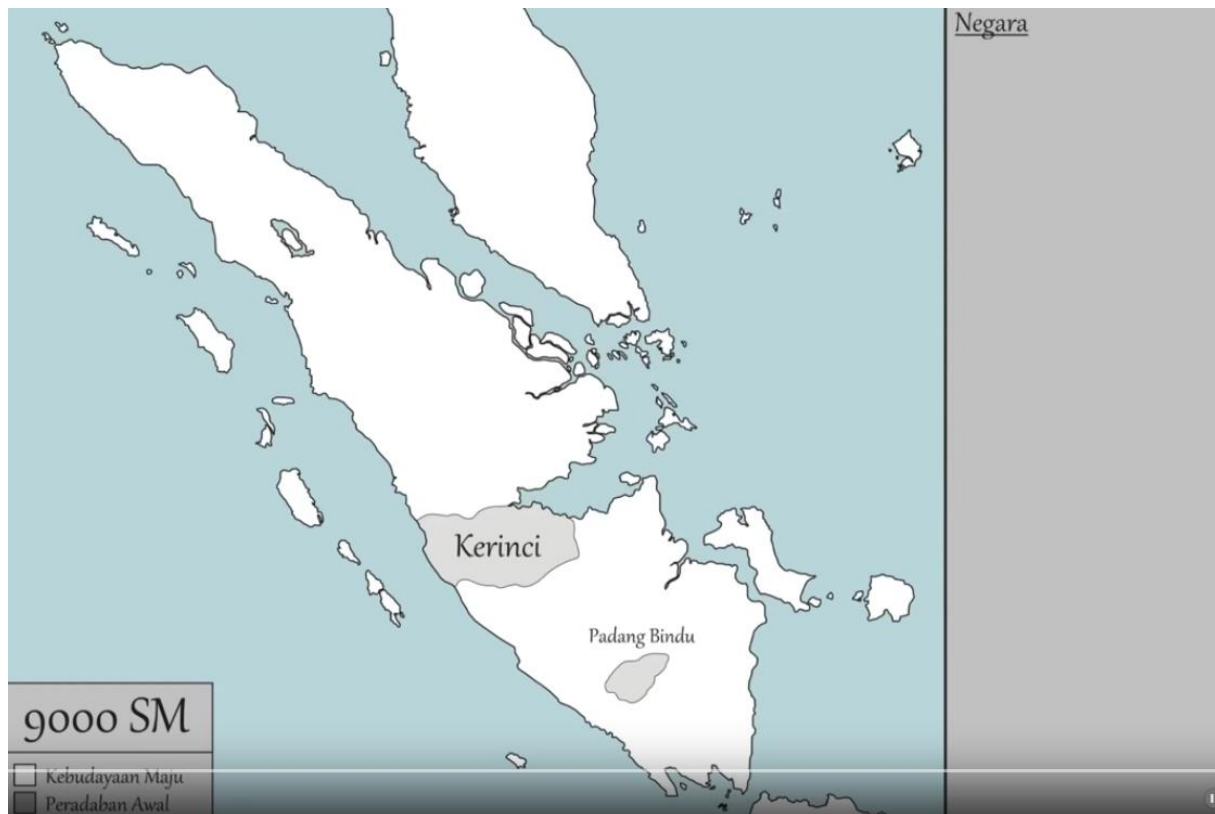 Negara
Kerinci
Padang Bindu
9000 SM
Kebudayaan Maju
Peradaban Awal